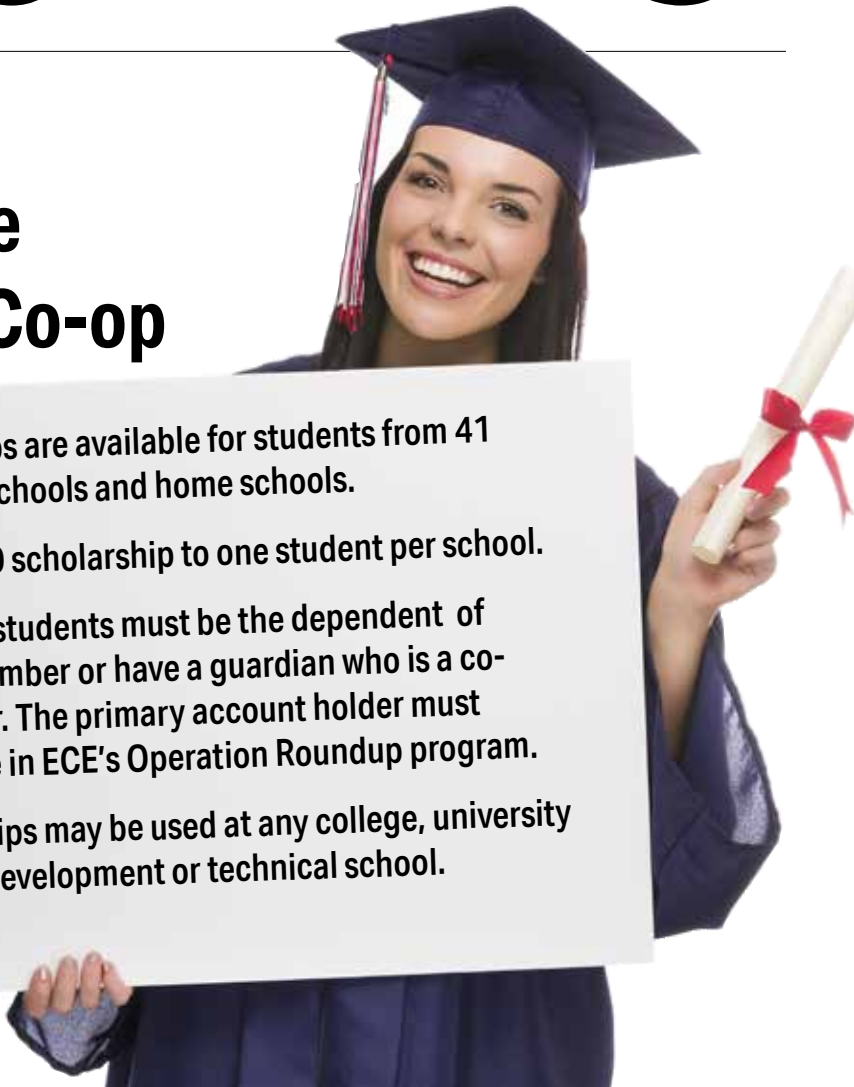 e
Co-op
ps are available for students from 41
chools and home schools.
0 scholarship to one student per school.
students must be the dependent  of
mber or have a guardian who is a co-
r. The primary account holder must
e in ECE's Operation Roundup program.
ips may be used at any college, university
evelopment or technical school.